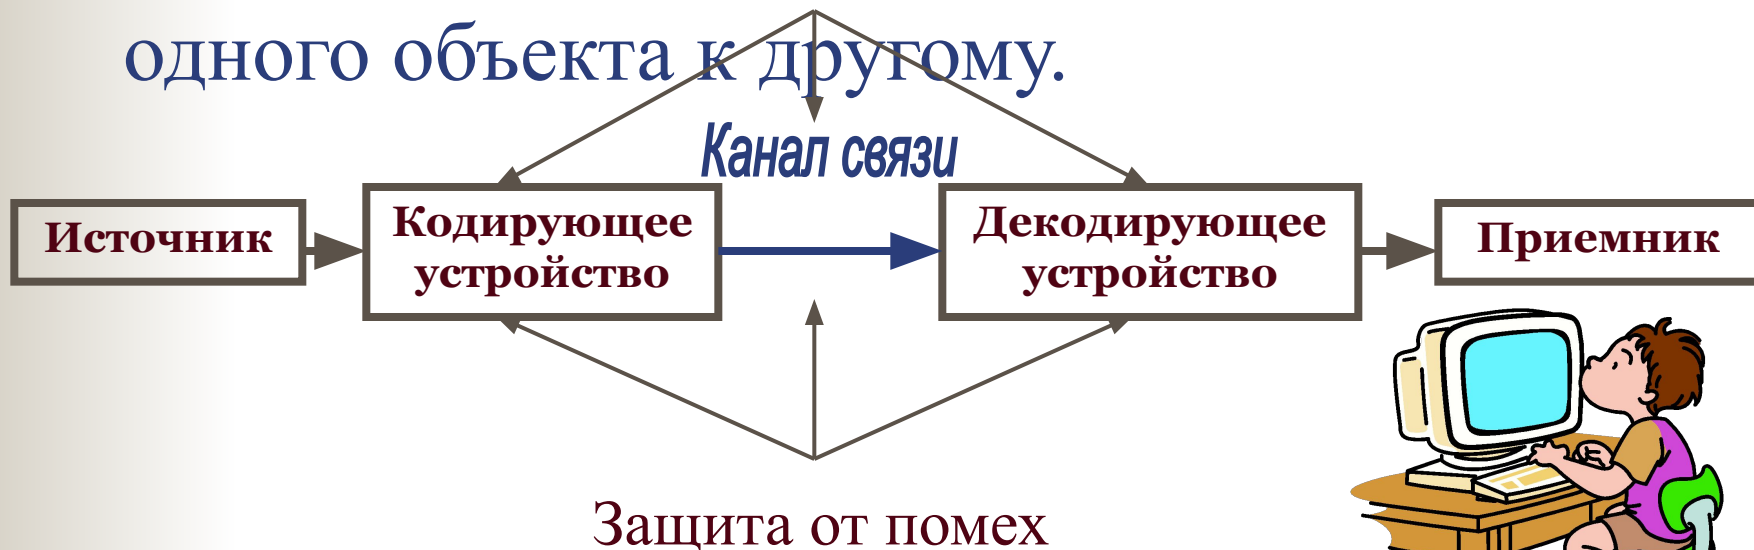 одного объекта к другому.
Канал связи
Источник
Кодирующее
устройство
Декодирующее
устройство
Приемник
Защита от помех